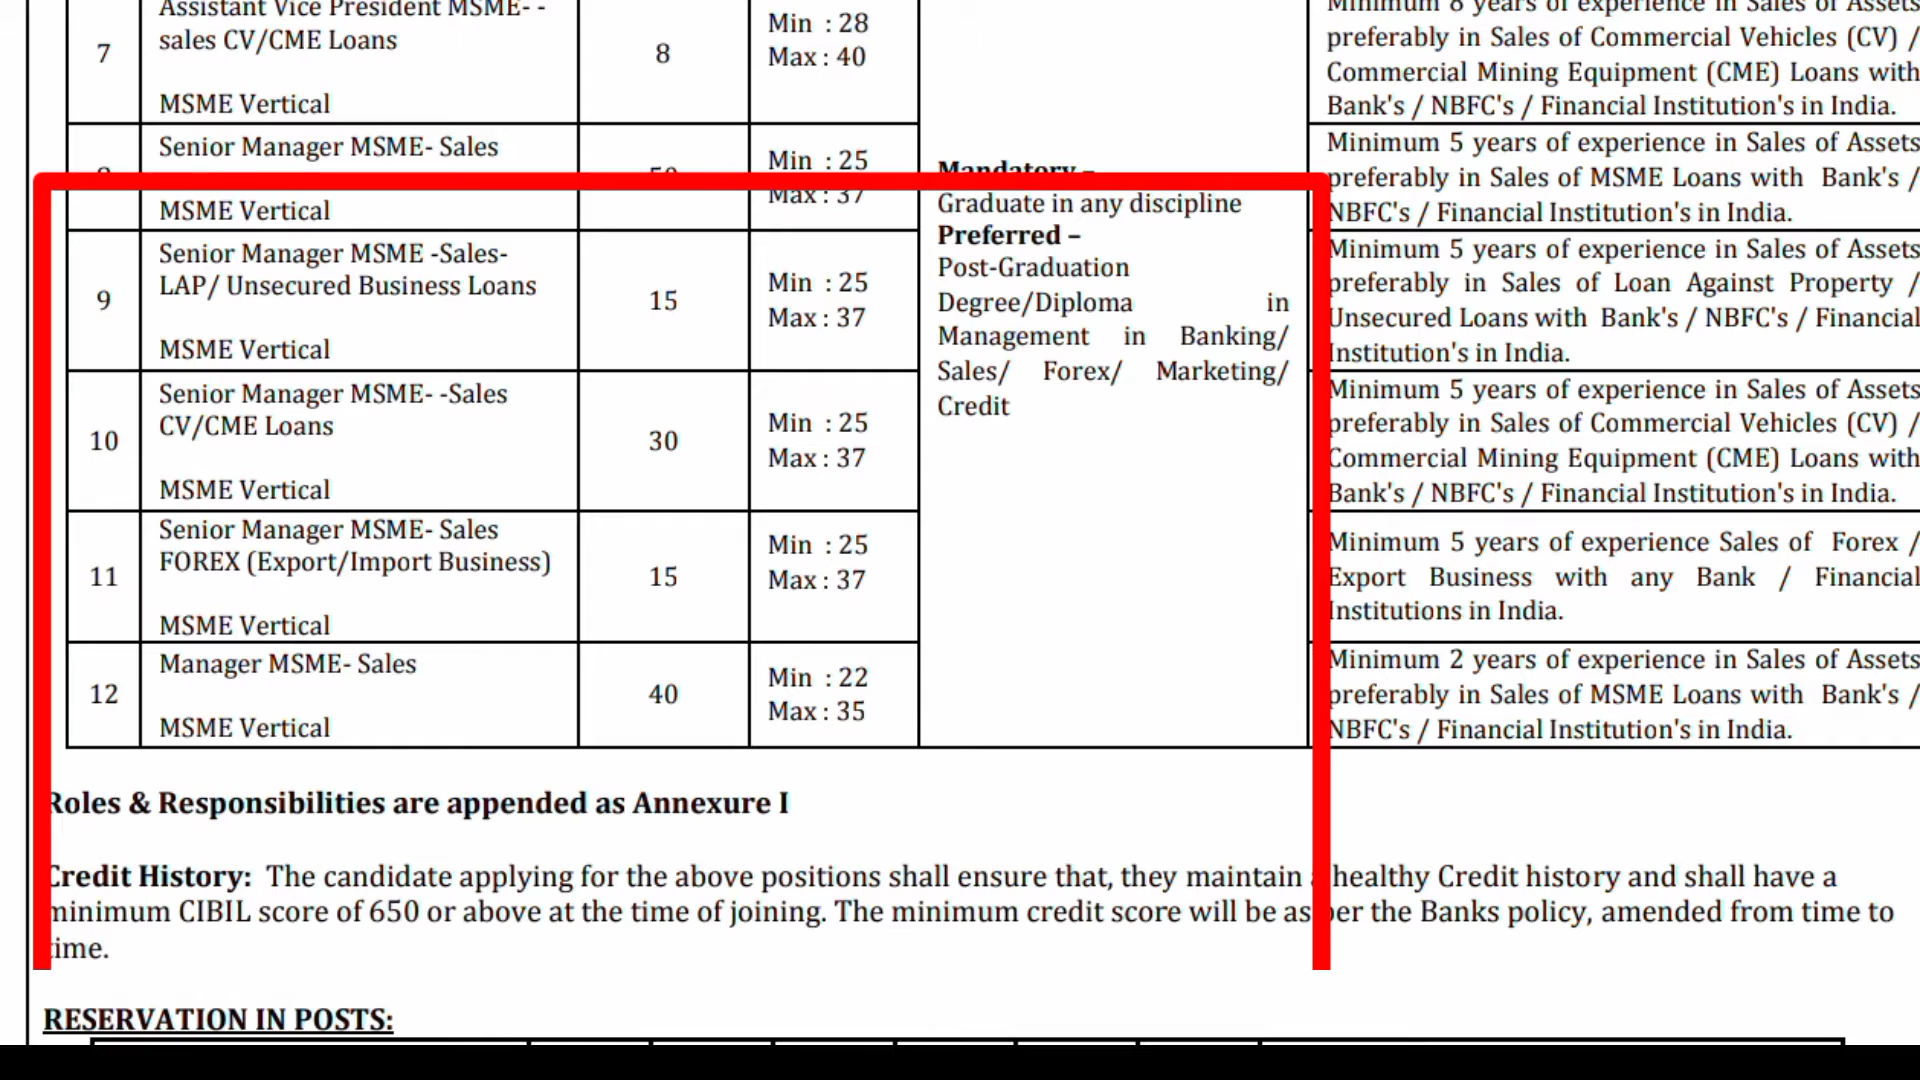 Assistant Vice President MSME- -
sales CV/CME Loans
MSME Vertical
7
8
Min : 28
Max : 40
Minimum 8 years of experience in Sales of Assets
preferably in Sales of Commercial Vehicles (CV) /
Commercial Mining Equipment (CME) Loans with
Bank's / NBFC's / Financial Institution's in India.
8
Senior Manager MSME- Sales
MSME Vertical
50
Min : 25
Max : 37
Mandatory –
Graduate in any discipline
Preferred –
Post-Graduation
Degree/Diploma in
Management in Banking/
Sales/ Forex/ Marketing/
Credit
Minimum 5 years of experience in Sales of Assets
preferably in Sales of MSME Loans with Bank's /
NBFC's / Financial Institution's in India.
9
Senior Manager MSME -Sales-
LAP/ Unsecured Business Loans
MSME Vertical
15
Min : 25
Max : 37
Minimum 5 years of experience in Sales of Assets
preferably in Sales of Loan Against Property /
Unsecured Loans with Bank's / NBFC's / Financial
Institution's in India.
10
Senior Manager MSME- -Sales
CV/CME Loans
MSME Vertical
30
Min : 25
Max : 37
Minimum 5 years of experience in Sales of Assets
preferably in Sales of Commercial Vehicles (CV) /
Commercial Mining Equipment (CME) Loans with
Bank's / NBFC's / Financial Institution's in India.
11
Senior Manager MSME- Sales
FOREX (Export/Import Business)
MSME Vertical
15
Min : 25
Max : 37
Minimum 5 years of experience Sales of Forex /
Export Business with any Bank / Financial
Institutions in India.
12
Manager MSME- Sales
MSME Vertical
40
Min : 22
Max : 35
Minimum 2 years of experience in Sales of Assets
preferably in Sales of MSME Loans with Bank's /
NBFC's / Financial Institution's in India.
Roles & Responsibilities are appended as Annexure I
Credit History: The candidate applying for the above positions shall ensure that, they maintain a healthy Credit history and shall have a
minimum CIBIL score of 650 or above at the time of joining. The minimum credit score will be as per the Banks policy, amended from time to
time.
RESERVATION IN POSTS: